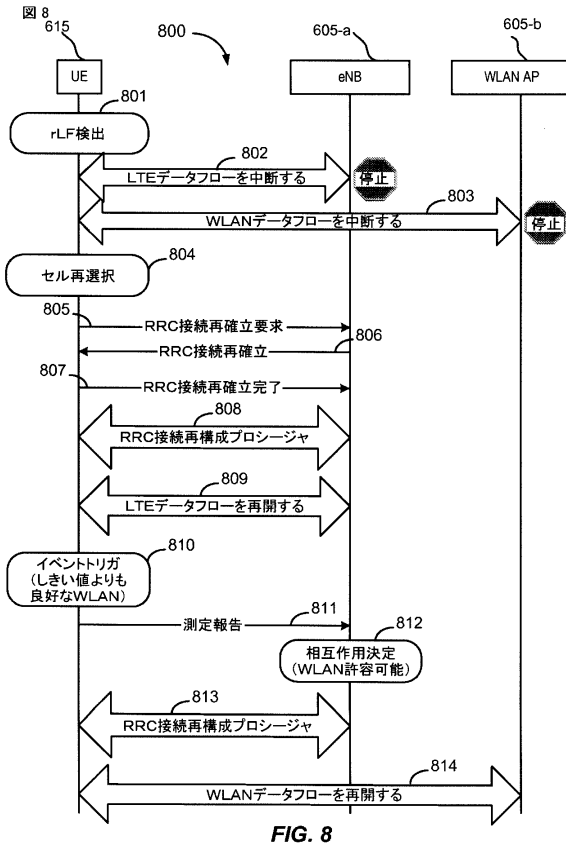 図 8
615
800
605-a
605-b
UE
eNB
WLAN AP
801
rLF検出
802
LTEデータフローを中断する
停止
803
WLANデータフローを中断する
停止
804
セル再選択
805
RRC接続再確立要求
806
RRC接続再確立
807
RRC接続再確立完了
808
RRC接続再構成プロシージャ
809
LTEデータフローを再開する
810
イベントトリガ
(しきい値よりも
良好なWLAN)
811
測定報告
812
相互作用決定
(WLAN許容可能)
813
RRC接続再構成プロシージャ
814
WLANデータフローを再開する
FIG. 8